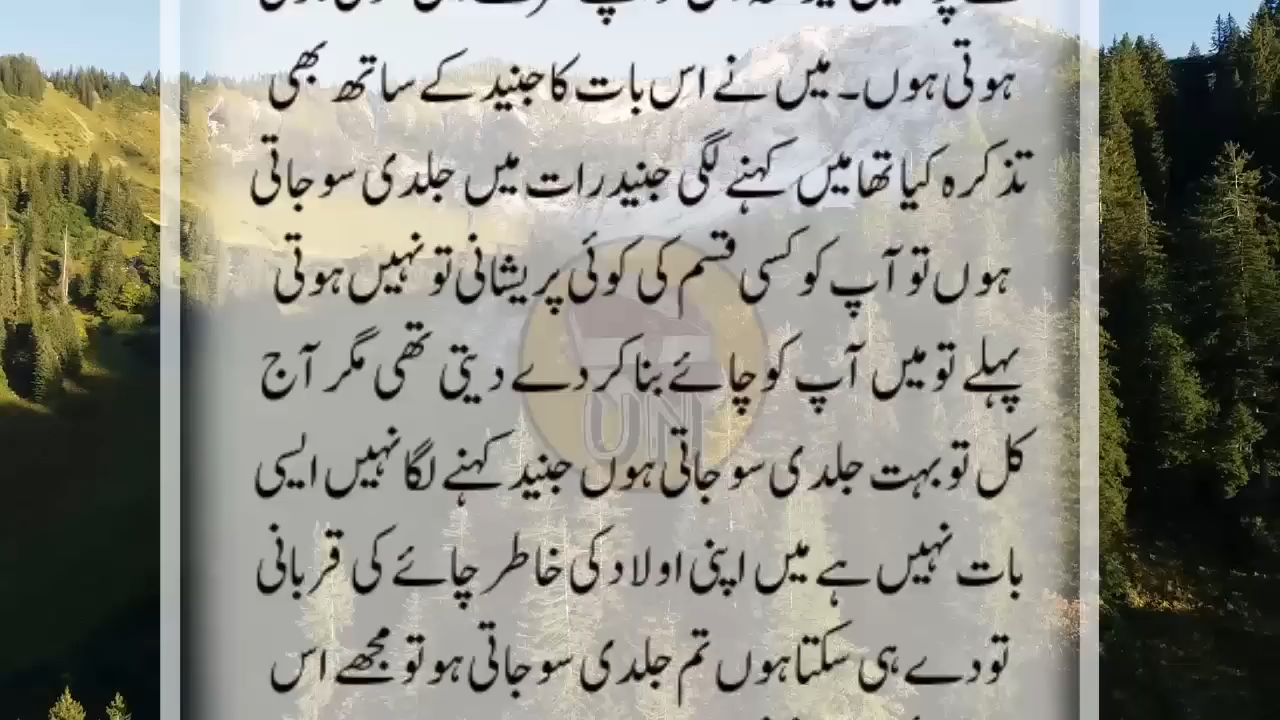 ہوتی ہوں۔ میں نے اس بات کا جنید کے ساتھ بھی
تذکرہ کیا تھا میں کہنے لگی جنید رات میں جلدی سو جاتی
ہوں تو آپ کو کسی قسم کی کوئی پریشانی تو نہیں ہوتی
پہلے تو میں آپ کو چائے بنا کر دے دیتی تھی مگر آج
کل تو بہت جلدی سو جاتی ہوں جنید کہنے لگا نہیں ایسی
بات نہیں ہے میں اپنی اولاد کی خاطر چائے کی قربانی
تو دے ہی سکتا ہوں تم جلدی سو جاتی ہو تو مجھے اس
UN